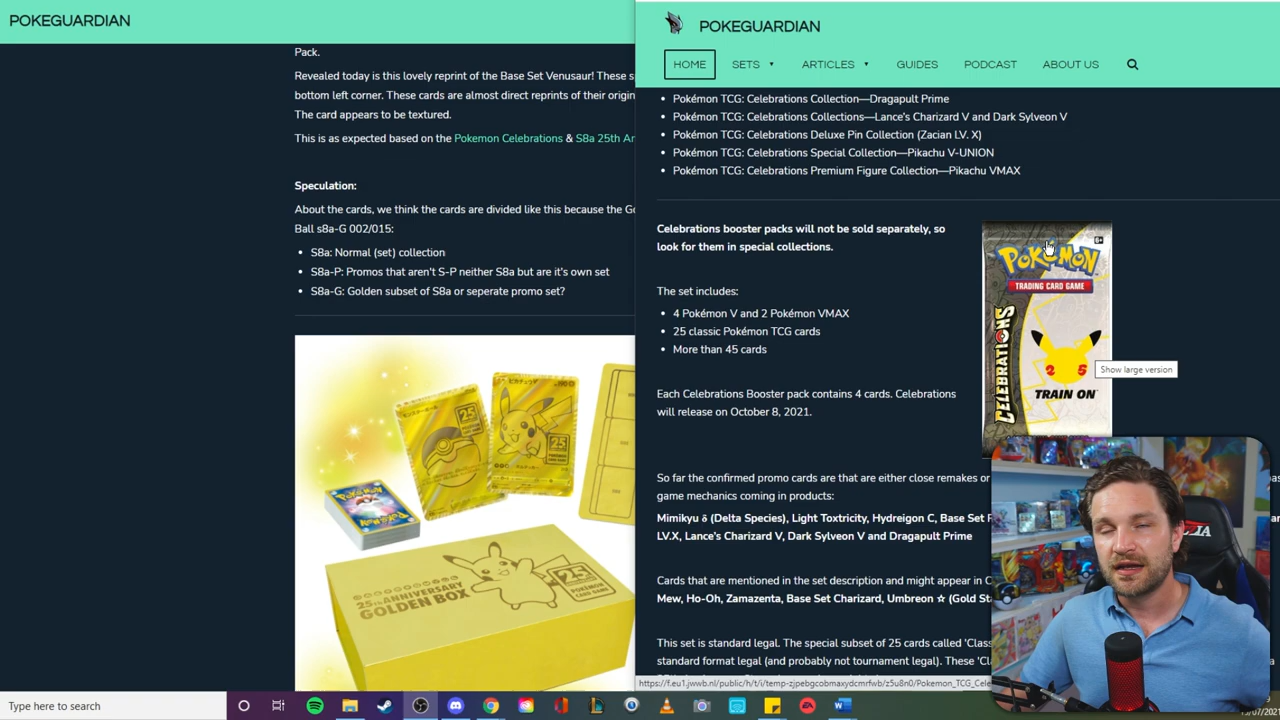 POKEGUARDIAN
Pack.
Revealed today is this lovely reprint of the Base Set Venusaur! These s
bottom left corner. These cards are almost direct reprints of their origin
The card appears to be textured.
This is as expected based on the Pokemon Celebrations & S8a 25th An
Speculation:
About the cards, we think the cards are divided like this because the Go
Ball s8a-G 002/015:
S8a: Normal (set) collection
S8a-P: Promos that aren't S-P neither S8a but are it's own set
S8a-G: Golden subset of S8a or seperate promo set?
25
25
POKÉMON
25TH ANNIVERSARY
GOLDEN BOX
25
POKEGUARDIAN
HOME
SETS
ARTICLES
GUIDES
PODCAST
ABOUT US
Pokémon TCG: Celebrations Collection—Dragapult Prime
Pokémon TCG: Celebrations Collections—Lance's Charizard V and Dark Sylveon V
Pokémon TCG: Celebrations Deluxe Pin Collection (Zacian LV. X)
Pokémon TCG: Celebrations Special Collection—Pikachu V-UNION
Pokémon TCG: Celebrations Premium Figure Collection—Pikachu VMAX
Celebrations booster packs will not be sold separately, so
look for them in special collections.
The set includes:
4 Pokémon V and 2 Pokémon VMAX
25 classic Pokémon TCG cards
More than 45 cards
Each Celebrations Booster pack contains 4 cards. Celebrations
will release on October 8, 2021.
POKÉMON
TRADING CARD GAME
CELEBRATIONS
2 5
TRAIN ON
Show large version
So far the confirmed promo cards are that are either close remakes or
game mechanics coming in products:
Mimikyu δ (Delta Species), Light Toxtricity, Hydreigon C, Base Set P
LV.X, Lance's Charizard V, Dark Sylveon V and Dragapult Prime
Cards that are mentioned in the set description and might appear in C
Mew, Ho-Oh, Zamazenta, Base Set Charizard, Umbreon ☆ (Gold Sta
This set is standard legal. The special subset of 25 cards called 'Class
standard format legal (and probably not tournament legal). These 'Cl
https://f.eu1.jwwb.nl/public/h/t/i/temp-zjpebgcobmaxydcmrfwb/z5u8n0/Pokemon_TCG_Cele
Type here to search